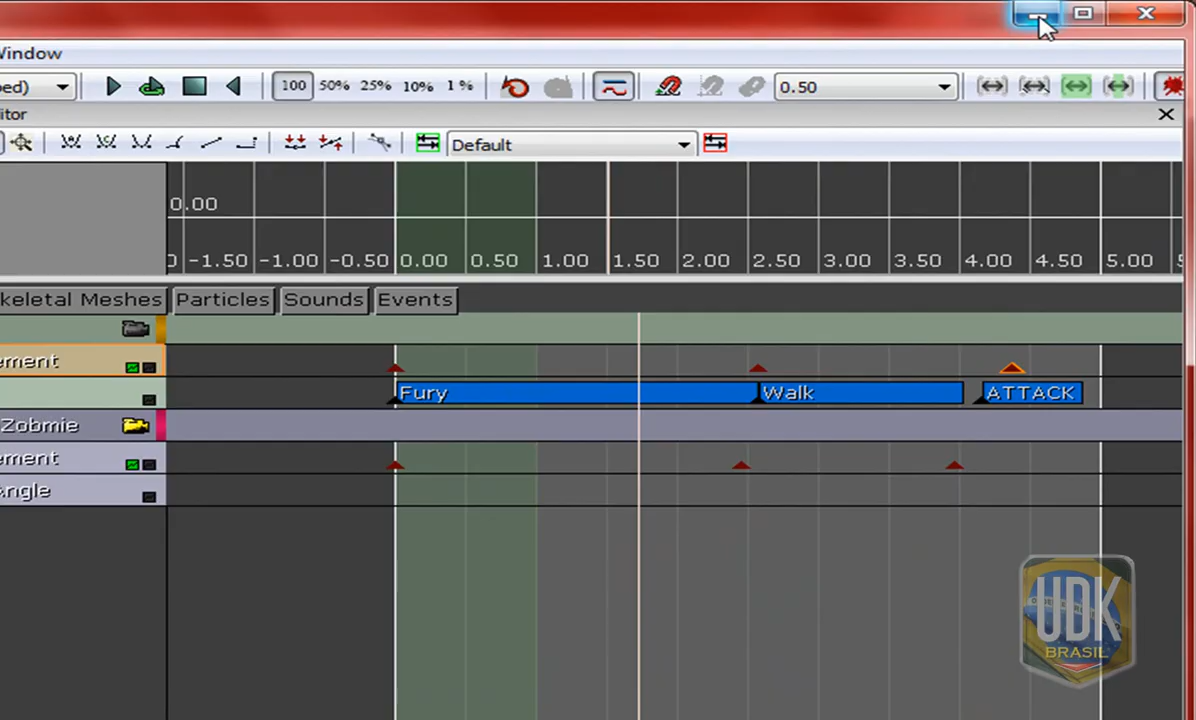 Window
ed)
100 50% 25% 10% 1% 0.50
itor
Default
0.00
-1.50 -1.00 -0.50 0.00 0.50 1.00 1.50 2.00 2.50 3.00 3.50 4.00 4.50 5.00
keletal Meshes Particles Sounds Events
ement
Fury Walk ATTACK
Zobmie
ement
Angle
UDK
BRASIL